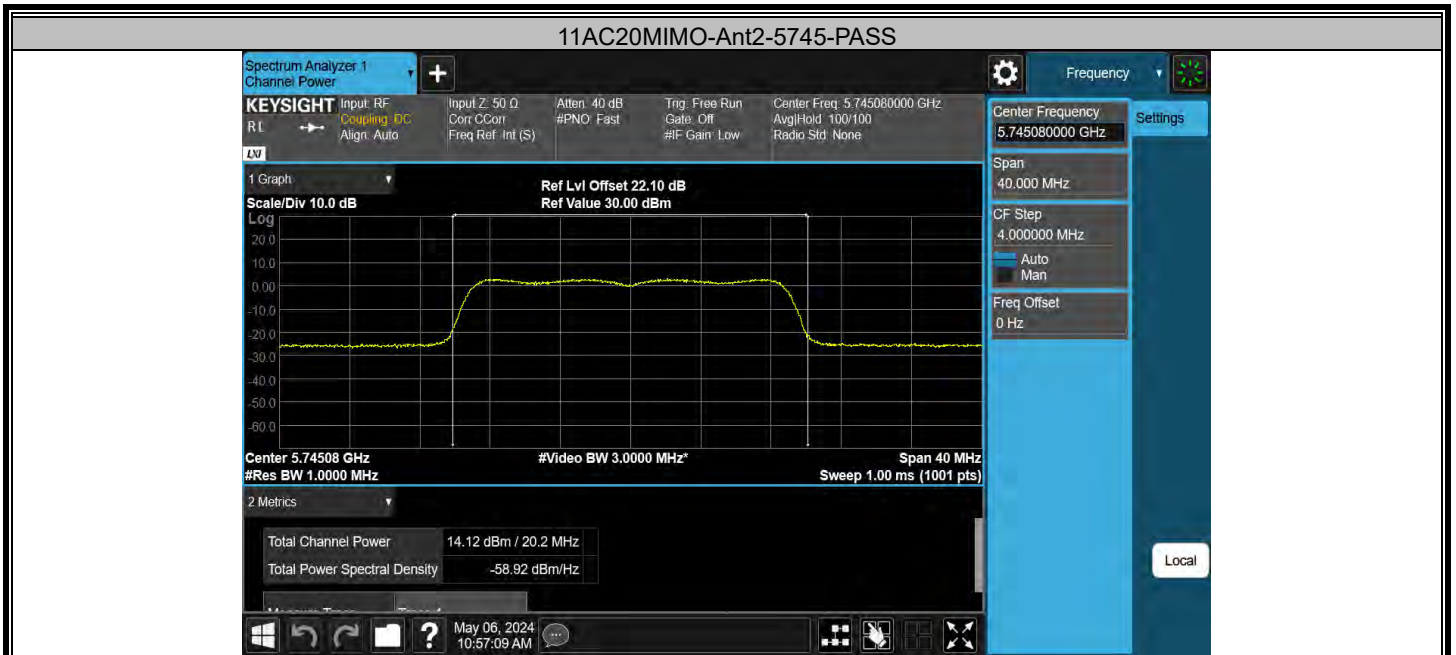 11AC20MIMO-Ant2-5745-PASS
Spectrum Analyzer 1
Channel Power
+
Frequency
KEYSIGHT
RL
LXI
Input: RF
Coupling: DC
Align: Auto
Input Z: 50 Ω
Corr CCorr
Freq Ref: Int (S)
Atten: 40 dB
#PNO: Fast
Trig: Free Run
Gate: Off
#IF Gain: Low
Center Freq: 5.745080000 GHz
Avg|Hold: 100/100
Radio Std: None
Center Frequency
5.745080000 GHz
Settings
Span
40.000 MHz
CF Step
4.000000 MHz
Auto
Man
Freq Offset
0 Hz
1 Graph
Scale/Div 10.0 dB
Ref Lvl Offset 22.10 dB
Ref Value 30.00 dBm
Log
20.0
10.0
0.00
-10.0
-20.0
-30.0
-40.0
-50.0
-60.0
Center 5.74508 GHz
#Res BW 1.0000 MHz
#Video BW 3.0000 MHz*
Span 40 MHz
Sweep 1.00 ms (1001 pts)
2 Metrics
Total Channel Power 14.12 dBm / 20.2 MHz
Total Power Spectral Density -58.92 dBm/Hz
Local
?
May 06, 2024
10:57:09 AM